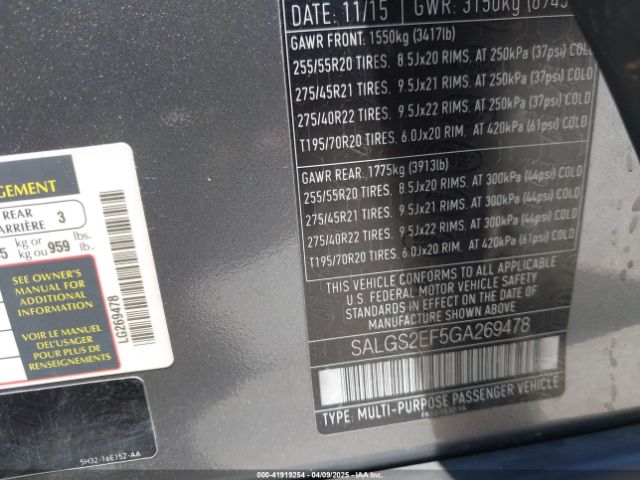 DATE: 11/15 GWR: 3150kg
GAWR FRONT: 1550kg (3417lb)
255/55R20 TIRES. 8.5Jx20 RIMS. AT 250kPa (37psi) COLD
275/45R21 TIRES. 9.5Jx21 RIMS. AT 250kPa (37psi) COLD
275/40R22 TIRES. 9.5Jx22 RIMS. AT 250kPa (37psi) COLD
T195/70R20 TIRES. 6.0Jx20 RIM. AT 420kPa (61psi) COLD
GAWR REAR: 1775kg (3913lb)
255/55R20 TIRES. 8.5Jx20 RIMS. AT 300kPa (44psi) COLD
275/45R21 TIRES. 9.5Jx21 RIMS. AT 300kPa (44psi) COLD
275/40R22 TIRES. 9.5Jx22 RIMS. AT 300kPa (44psi) COLD
T195/70R20 TIRES. 6.0Jx20 RIM. AT 420kPa (61psi) COLD
THIS VEHICLE CONFORMS TO ALL APPLICABLE
U.S. FEDERAL MOTOR VEHICLE SAFETY
STANDARDS IN EFFECT ON THE DATE OF
MANUFACTURE SHOWN ABOVE
SALGS2EF5GA269478
TYPE: MULTI-PURPOSE PASSENGER VEHICLE
REAR 3
kg or lbs.
kg ou 959 lb.
SEE OWNER'S
MANUAL FOR
ADDITIONAL
INFORMATION
VOIR LE MANUEL
DEL'USAGER
POUR PLUS DE
RENSEIGNEMENTS
LG269478
5H32-16E152-AA
00-41919254 04/09/2025 IAAI.COM